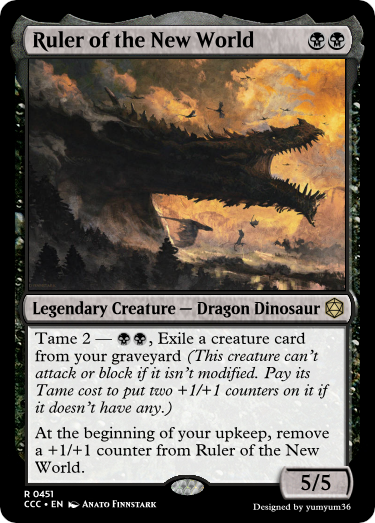 Ruler of the New World
Legendary Creature — Dragon Dinosaur
Tame 2 — , Exile a creature card
from your graveyard (This creature can't
attack or block if it isn't modified. Pay its
Tame cost to put two +1/+1 counters on it if
it doesn't have any.)
At the beginning of your upkeep, remove
a +1/+1 counter from Ruler of the New
World.
5/5
R 0451
CCC • EN Anato Finnstark
Designed by yumyum36